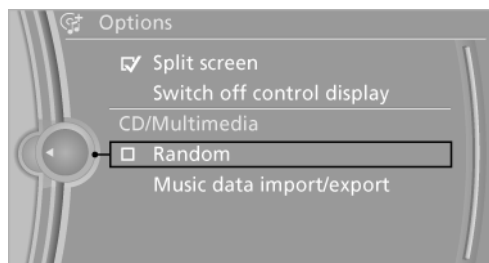 Options
Split screen
Switch off control display
CD/Multimedia
Random
Music data import/export